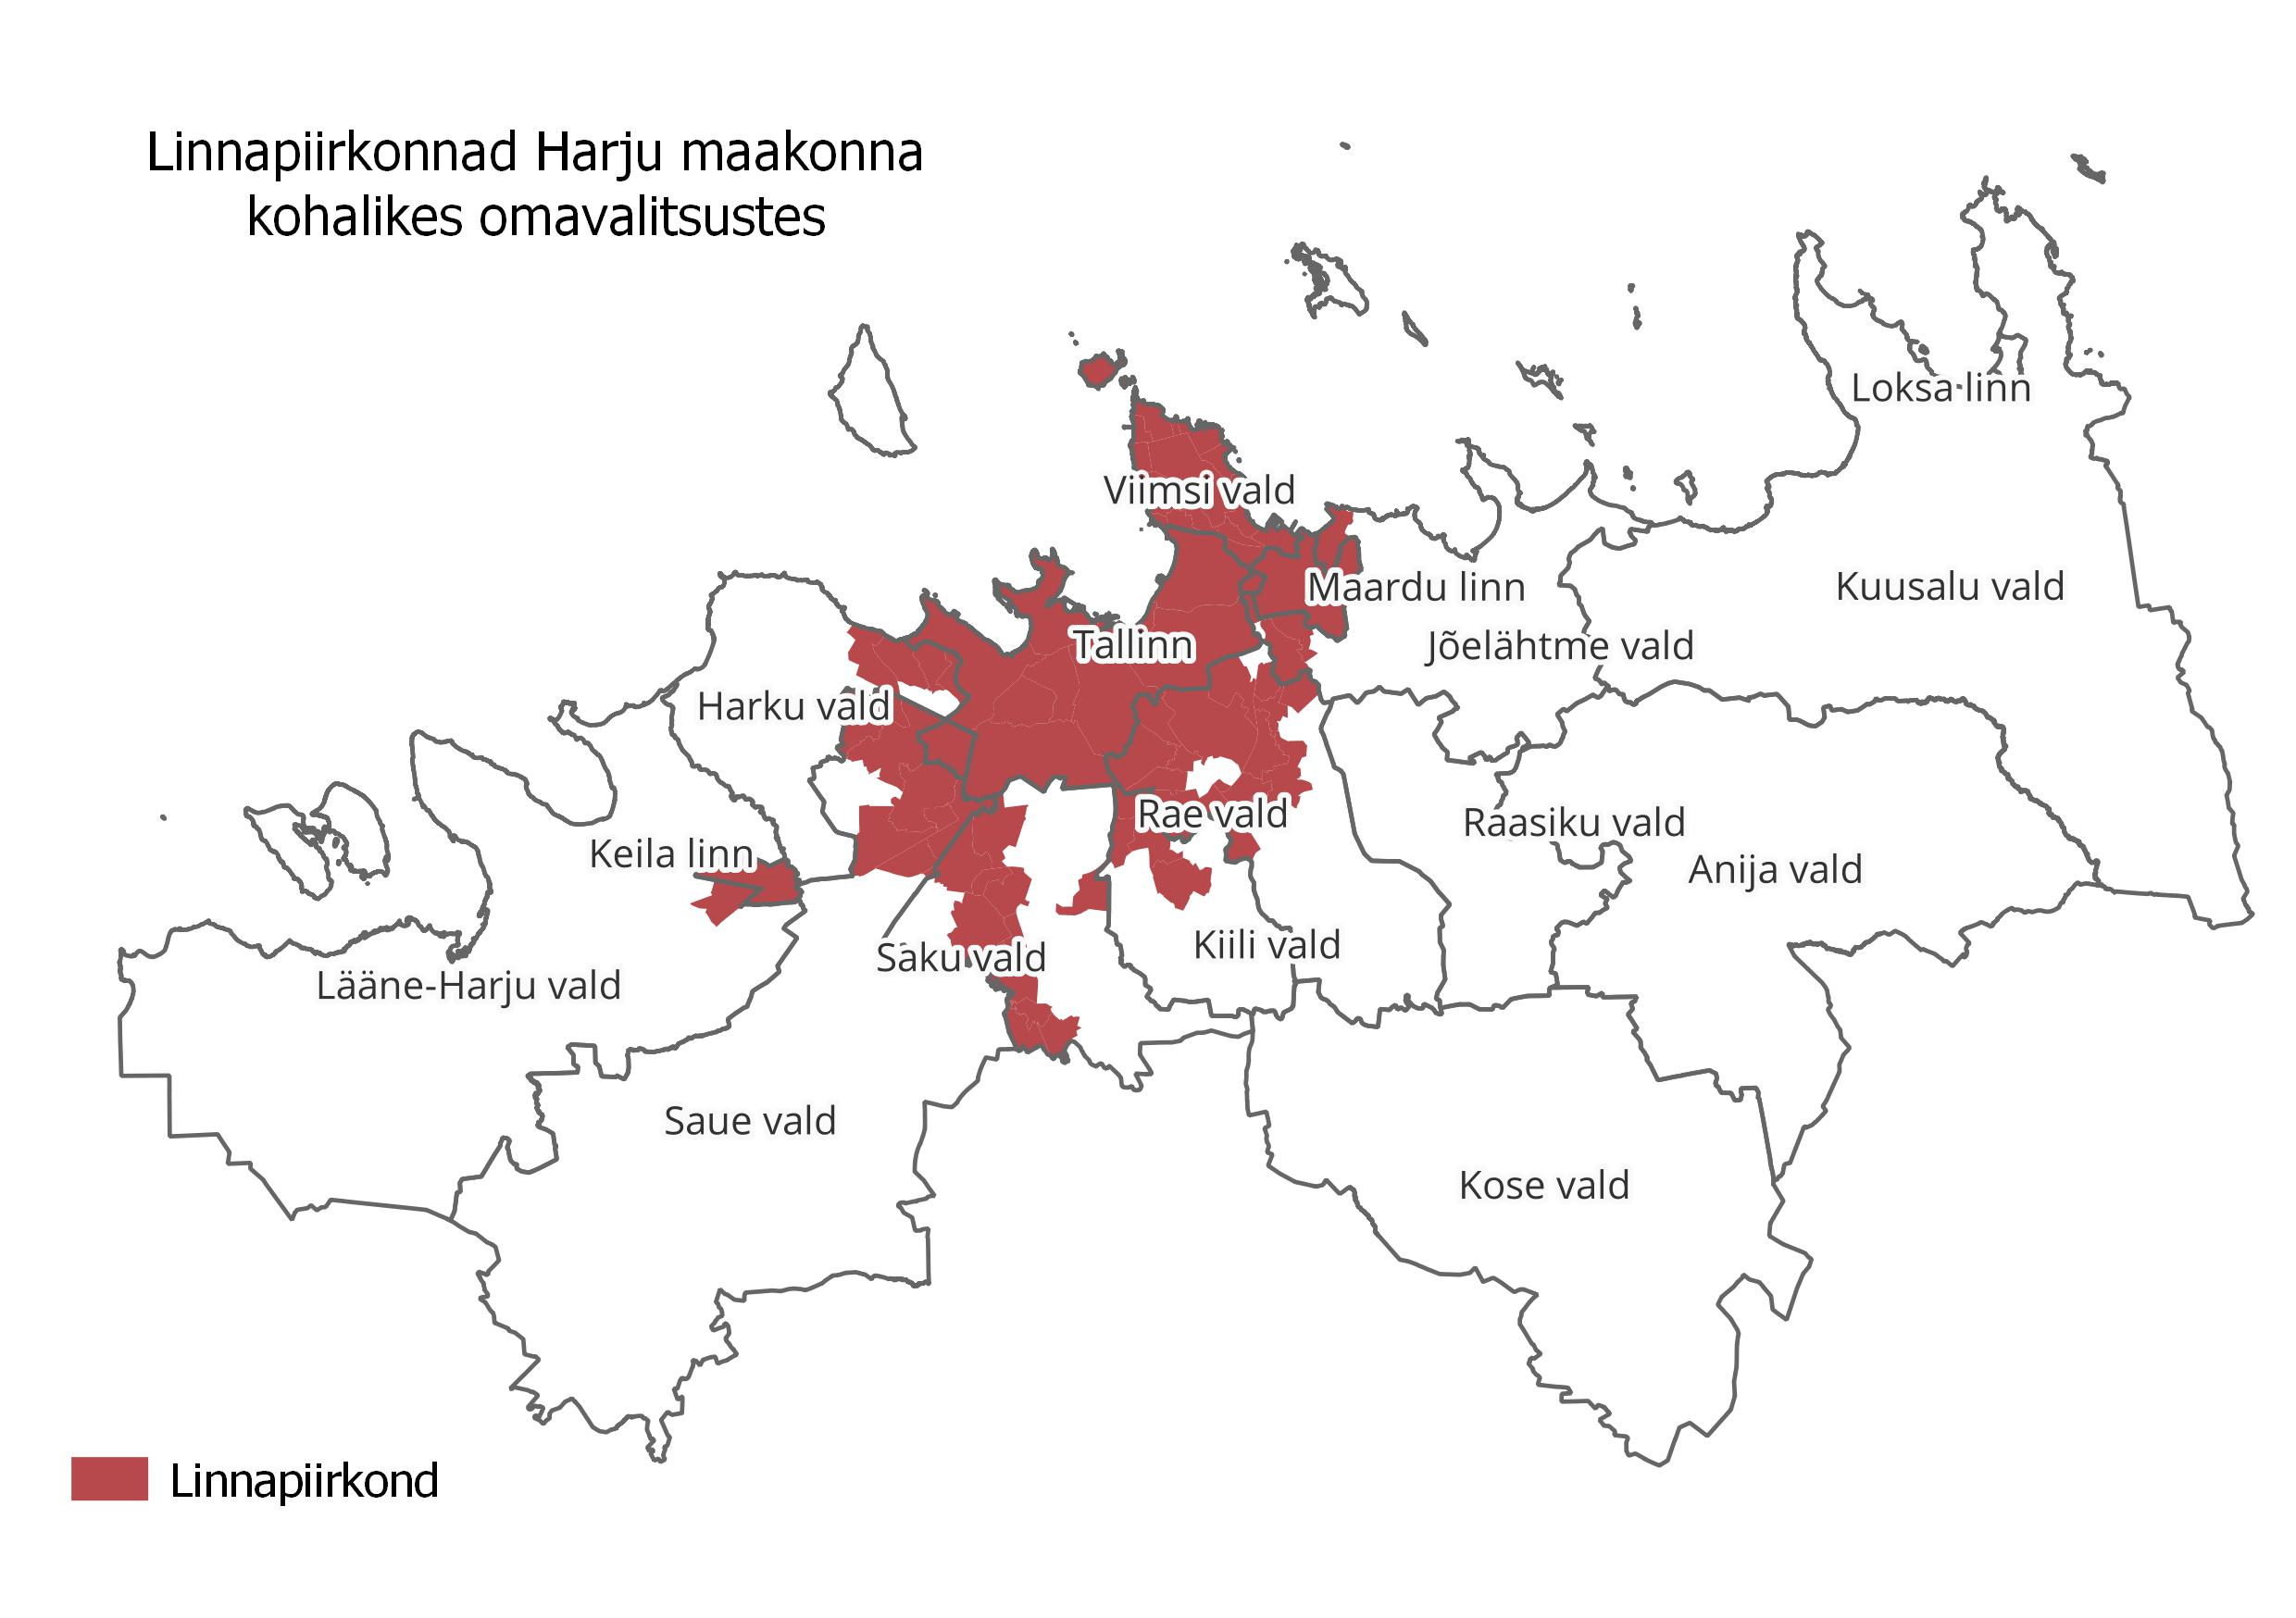 Linnapiirkonnad Harju maakonna
kohalikes omavalitsustes
Loksa linn
Viimsi vald
Maardu linn
Kuusalu vald
Tallinn
Jõelähtme vald
Harku vald
Rae vald
Raasiku vald
Keila linn
Anija vald
Kiili vald
Saku vald
Lääne-Harju vald
Saue vald
Kose vald
Linnapiirkond